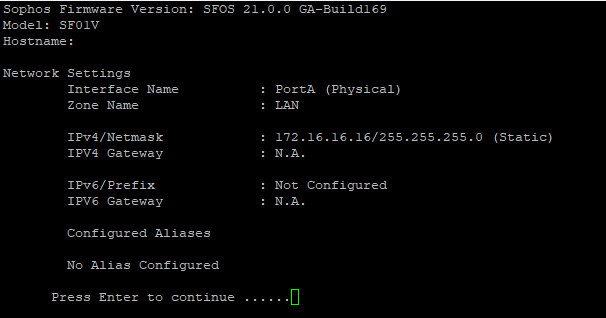 Sophos Firmware Version: SFOS 21.0.0 GA-Build169
Model: SF01V
Hostname:
Network Settings
Interface Name : PortA (Physical)
Zone Name : LAN
IPv4/Netmask : 172.16.16.16/255.255.255.0 (Static)
IPV4 Gateway : N.A.
IPv6/Prefix : Not Configured
IPV6 Gateway : N.A.
Configured Aliases
No Alias Configured
Press Enter to continue ......